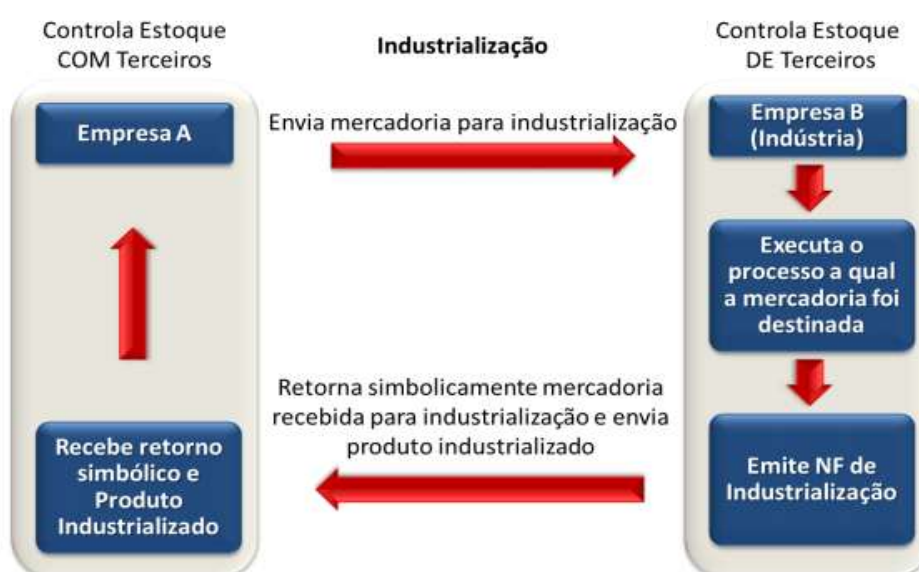 Controla Estoque
COM Terceiros
Industrialização
Controla Estoque
DE Terceiros
Empresa A
Envia mercadoria para industrialização
Empresa B
(Indústria)
Executa o
processo a qual
a mercadoria foi
destinada
Retorna simbolicamente mercadoria
recebida para industrialização e envia
produto industrializado
Emite NF de
Industrialização
Recebe retorno
simbólico e
Produto
Industrializado